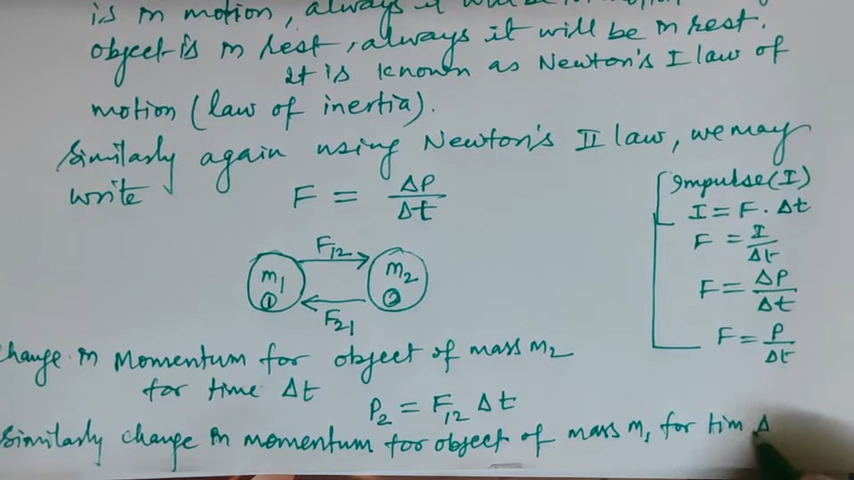 is in motion, always it will be in motion
object is in rest, always it will be in rest.
It is known as Newton's I law of
motion (law of inertia).
Similarly again using Newton's II law, we may
write F = ΔP/Δt
Impulse (I)
I = F . Δt
F = I/Δt
F = ΔP/Δt
F = P/Δt
F12
m1 m2
1 2
F21
Change in Momentum for object of mass m2
for time Δt
P2 = F12 Δt
Similarly change in momentum for object of mass m1 for tim Δ